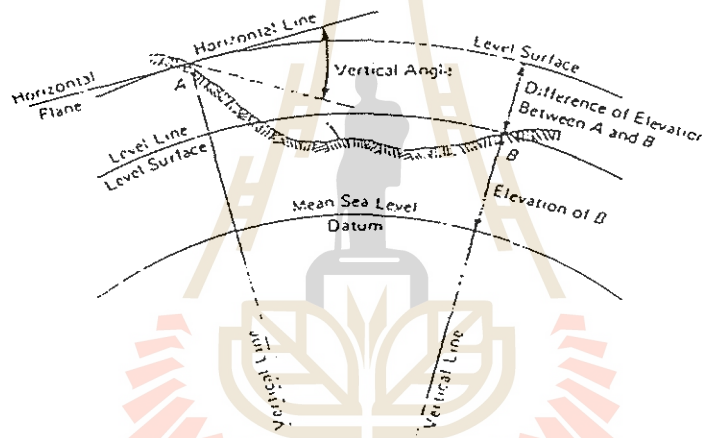 Horizontal Line
Level Surface
Vertical Angle
Horizontal
Plane
A
Difference of Elevation
Between A and B
Level Line
Level Surface
B
Elevation of B
Mean Sea Level
Datum
Vertical Line
Vertical Line